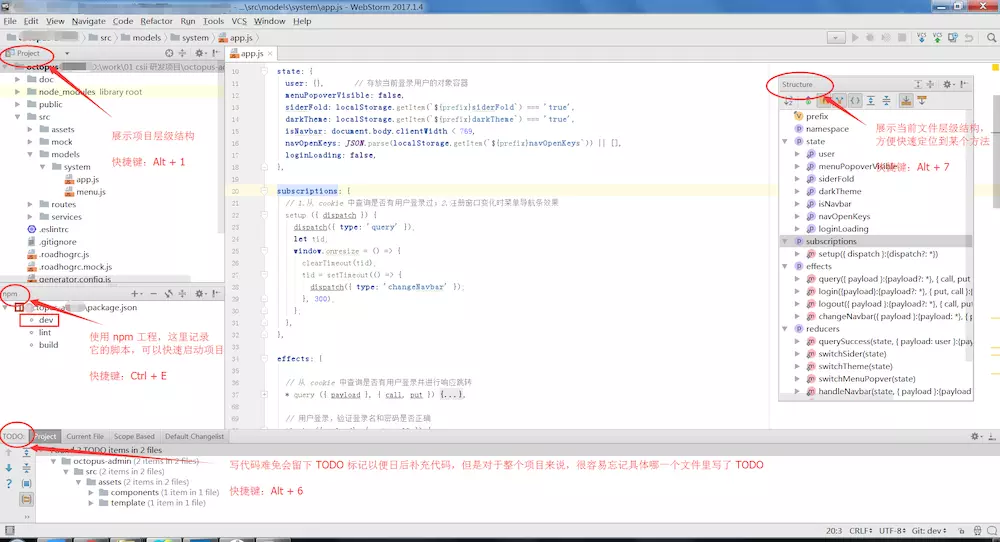 ...\src\models\system\app.js - WebStorm 2017.1.4
File Edit View Navigate Code Refactor Run Tools VCS Window Help
src models system app.js
Project
app.js
octopus D:\work\01.csii-研发项目\octopus-a
doc
node_modules library root
public
src
assets
mock
models
system
app.js
menu.js
routes
services
.eslintrc
.gitignore
.roadhogrc.js
.roadhogrc.mock.js
generator.config.js
展示项目层级结构
快捷键：Alt + 1
npm
package.json
dev
lint
build
使用 npm 工程，这里记录
它的脚本，可以快速启动项目
快捷键：Ctrl + E
10
11 state: {
12 user: {}, // 存放当前登录用户的对象容器
13 menuPopoverVisible: false,
14 siderFold: localStorage.getItem(`${prefix}siderFold`) === 'true',
15 darkTheme: localStorage.getItem(`${prefix}darkTheme`) === 'true',
16 isNavbar: document.body.clientWidth < 769,
17 navOpenKeys: JSON.parse(localStorage.getItem(`${prefix}navOpenKeys`)) || [],
18 loginLoading: false,
19 },
20 subscriptions: {
21 // 1.从 cookie 中查询是否有用户登录过；2.注册窗口变化时菜单导航条效果
22 setup ({ dispatch }) {
23 dispatch({ type: 'query' });
24 let tid;
25 window.onresize = () => {
26 clearTimeout(tid);
27 tid = setTimeout(() => {
28 dispatch({ type: 'changeNavbar' });
29 }, 300);
30 };
31 },
32 },
33
34 effects: {
35
36 // 从 cookie 中查询是否有用户登录并进行响应跳转
37 * query ({ payload }, { call, put }) {...},
38
39 // 用户登录，验证登录名和密码是否正确
Structure
prefix
namespace
state
user
menuPopoverVisible
siderFold
darkTheme
isNavbar
navOpenKeys
loginLoading
subscriptions
setup({ dispatch }:{dispatch?: *})
effects
query({ payload }:{payload?: *}, { call, put
login({payload}:{payload?: *}, { put, call }:{
logout({ payload }:{payload?: *}, { call, put
changeNavbar({ payload }:{payload: *}, { p
reducers
querySuccess(state, { payload: user }:{pay
switchSider(state)
switchTheme(state)
switchMenuPopver(state)
handleNavbar(state, { payload }:{payload
展示当前文件层级结构，
方便快速定位到某个方法
快捷键：Alt + 7
TODO: Project Current File Scope Based Default Changelist
Found 2 TODO items in 2 files
octopus-admin (2 items in 2 files)
src (2 items in 2 files)
assets (2 items in 2 files)
components (1 item in 1 file)
template (1 item in 1 file)
写代码难免会留下 TODO 标记以便日后补充代码，但是对于整个项目来说，很容易忘记具体哪一个文件里写了 TODO
快捷键：Alt + 6
20:3 CRLF UTF-8 Git: dev